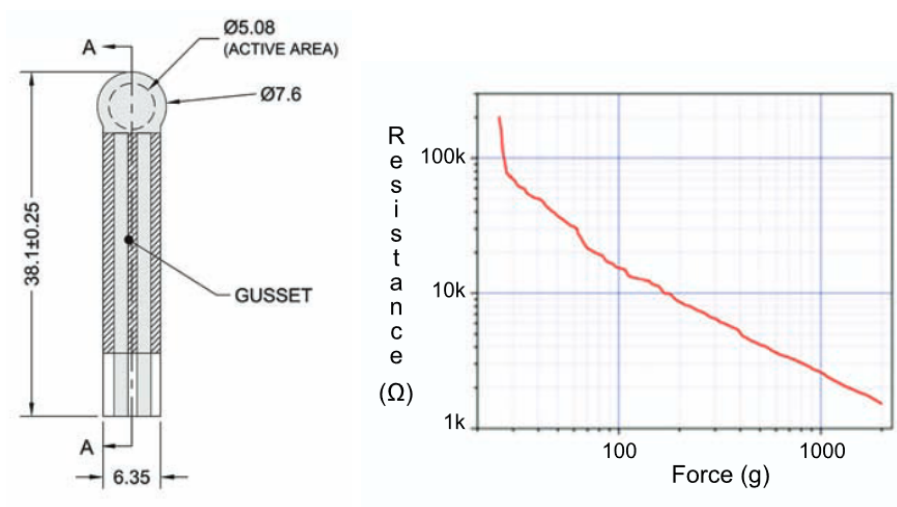 A
Ø5.08
(ACTIVE AREA)
Ø7.6
38.1±0.25
GUSSET
A
6.35
Resistance
(Ω)
100k
10k
1k
100
1000
Force (g)